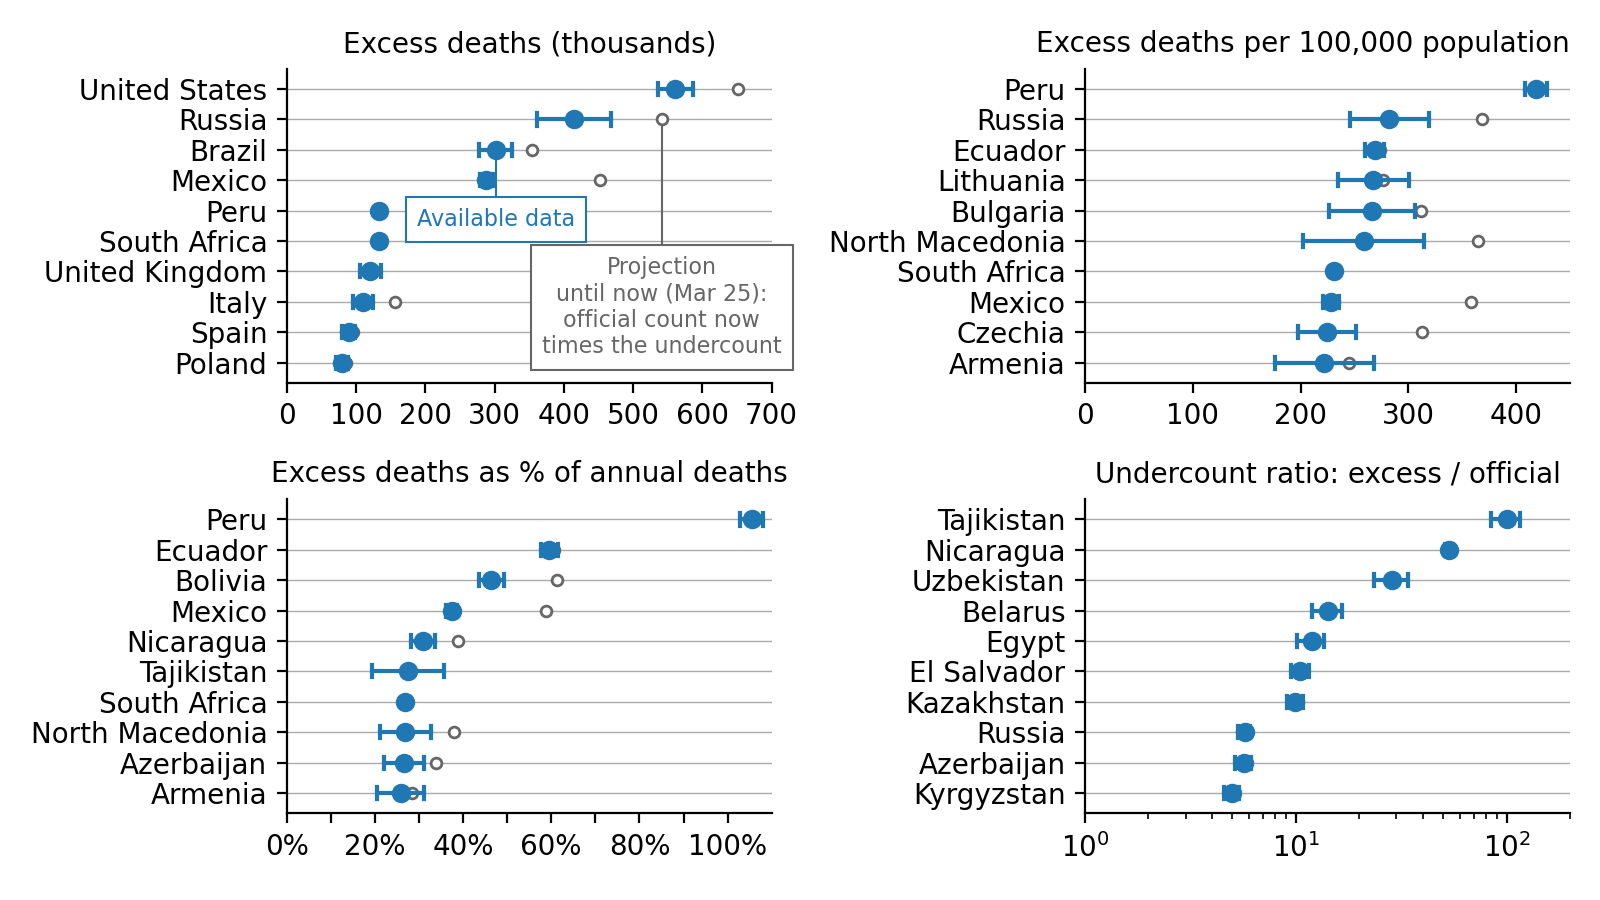 Excess deaths (thousands)
United States
Russia
Brazil
Mexico
Peru
South Africa
United Kingdom
Italy
Spain
Poland
Available data
Projection
until now (Mar 25):
official count now
times the undercount
0 100 200 300 400 500 600 700
Excess deaths per 100,000 population
Peru
Russia
Ecuador
Lithuania
Bulgaria
North Macedonia
South Africa
Mexico
Czechia
Armenia
0 100 200 300 400
Excess deaths as % of annual deaths
Peru
Ecuador
Bolivia
Mexico
Nicaragua
Tajikistan
South Africa
North Macedonia
Azerbaijan
Armenia
0% 20% 40% 60% 80% 100%
Undercount ratio: excess / official
Tajikistan
Nicaragua
Uzbekistan
Belarus
Egypt
El Salvador
Kazakhstan
Russia
Azerbaijan
Kyrgyzstan
10⁰ 10¹ 10²